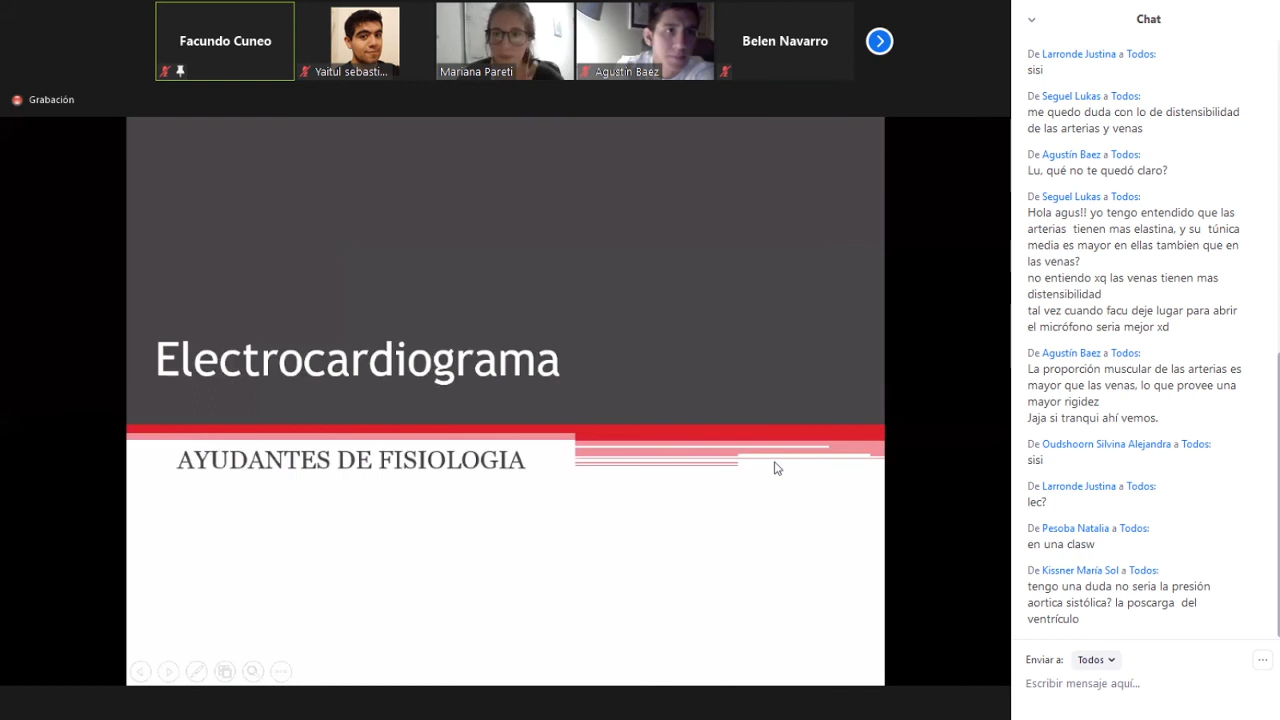 Facundo Cuneo
Yaitul sebasti...
Mariana Pareti
Agustín Baez
Belen Navarro
Grabación
Electrocardiograma
AYUDANTES DE FISIOLOGIA
Chat
De Larronde Justina a Todos:
sisi
De Seguel Lukas a Todos:
me quedo duda con lo de distensibilidad
de las arterias y venas
De Agustín Baez a Todos:
Lu, qué no te quedó claro?
De Seguel Lukas a Todos:
Hola agus!! yo tengo entendido que las
arterias tienen mas elastina, y su túnica
media es mayor en ellas tambien que en
las venas?
no entiendo xq las venas tienen mas
distensibilidad
tal vez cuando facu deje lugar para abrir
el micrófono seria mejor xd
De Agustín Baez a Todos:
La proporción muscular de las arterias es
mayor que las venas, lo que provee una
mayor rigidez
Jaja si tranqui ahí vemos.
De Oudshoorn Silvina Alejandra a Todos:
sisi
De Larronde Justina a Todos:
lec?
De Pesoba Natalia a Todos:
en una clasw
De Kissner María Sol a Todos:
tengo una duda no seria la presión
aortica sistólica? la poscarga del
ventrículo
Enviar a: Todos
Escribir mensaje aquí...